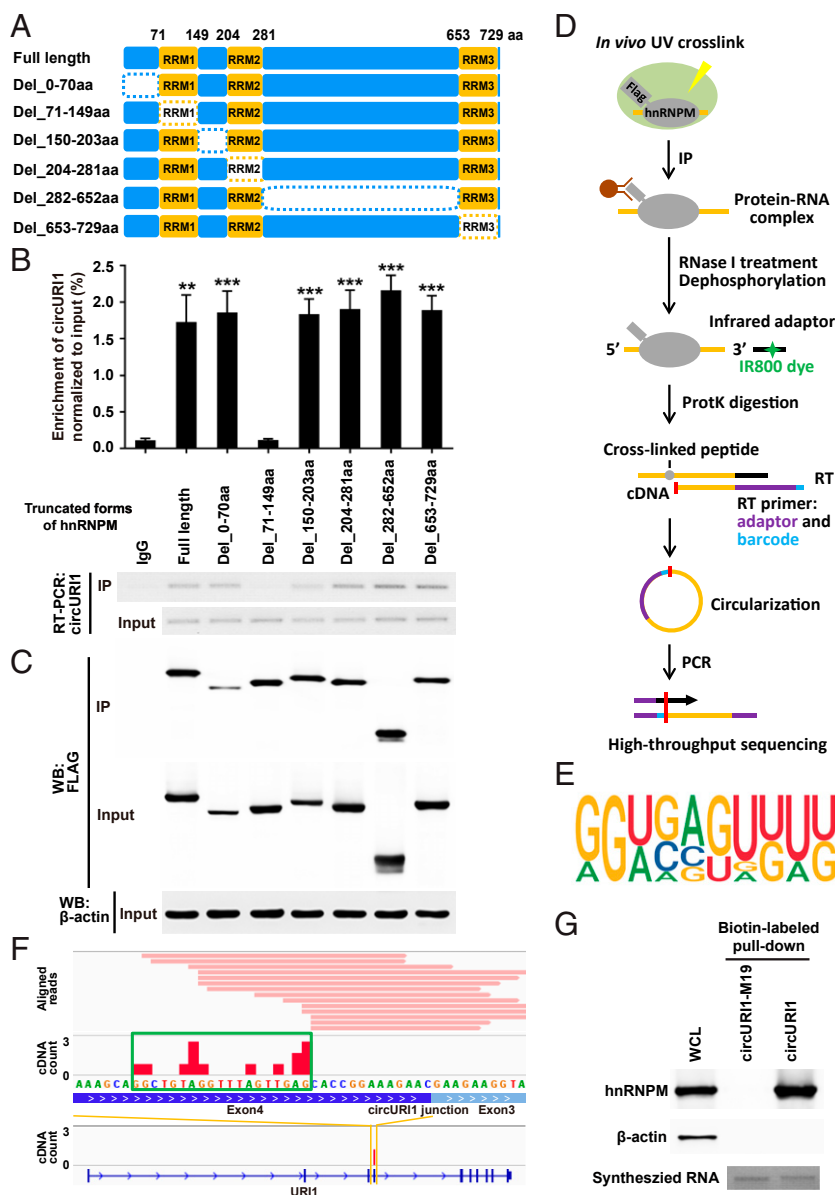 A
71 149 204 281 653 729 aa
Full length RRM1 RRM2 RRM3
Del_0-70aa RRM1 RRM2 RRM3
Del_71-149aa RRM1 RRM2 RRM3
Del_150-203aa RRM1 RRM2 RRM3
Del_204-281aa RRM1 RRM2 RRM3
Del_282-652aa RRM1 RRM2 RRM3
Del_653-729aa RRM1 RRM2 RRM3
B
Enrichment of circURI1
normalized to input (%)
2.5
2.0
1.5
1.0
0.5
0.0
** *** *** *** *** ***
Truncated forms
of hnRNPM
IgG
Full length
Del_0-70aa
Del_71-149aa
Del_150-203aa
Del_204-281aa
Del_282-652aa
Del_653-729aa
RT-PCR:
circURI1
IP
Input
C
WB:
FLAG
IP
Input
WB:
β-actin
Input
D
In vivo UV crosslink
Flag
hnRNPM
IP
Protein-RNA
complex
RNase I treatment
Dephosphorylation
Infrared adaptor
5’ 3’
IR800 dye
ProtK digestion
Cross-linked peptide
RT
cDNA
RT primer:
adaptor and
barcode
Circularization
PCR
High-throughput sequencing
E
GGUGAGUUUU
AGACCUGGAG
AGA
F
Aligned
reads
cDNA
count
3
0
AAAGCAGGCTGTAGGTTTAGTTGAGCACCGGAAAGAACGAAGAAGGTA
Exon4 circURI1 junction Exon3
cDNA
count
3
0
URI1
G
Biotin-labeled
pull-down
WCL
circURI1-M19
circURI1
hnRNPM
β-actin
Syntheszied RNA